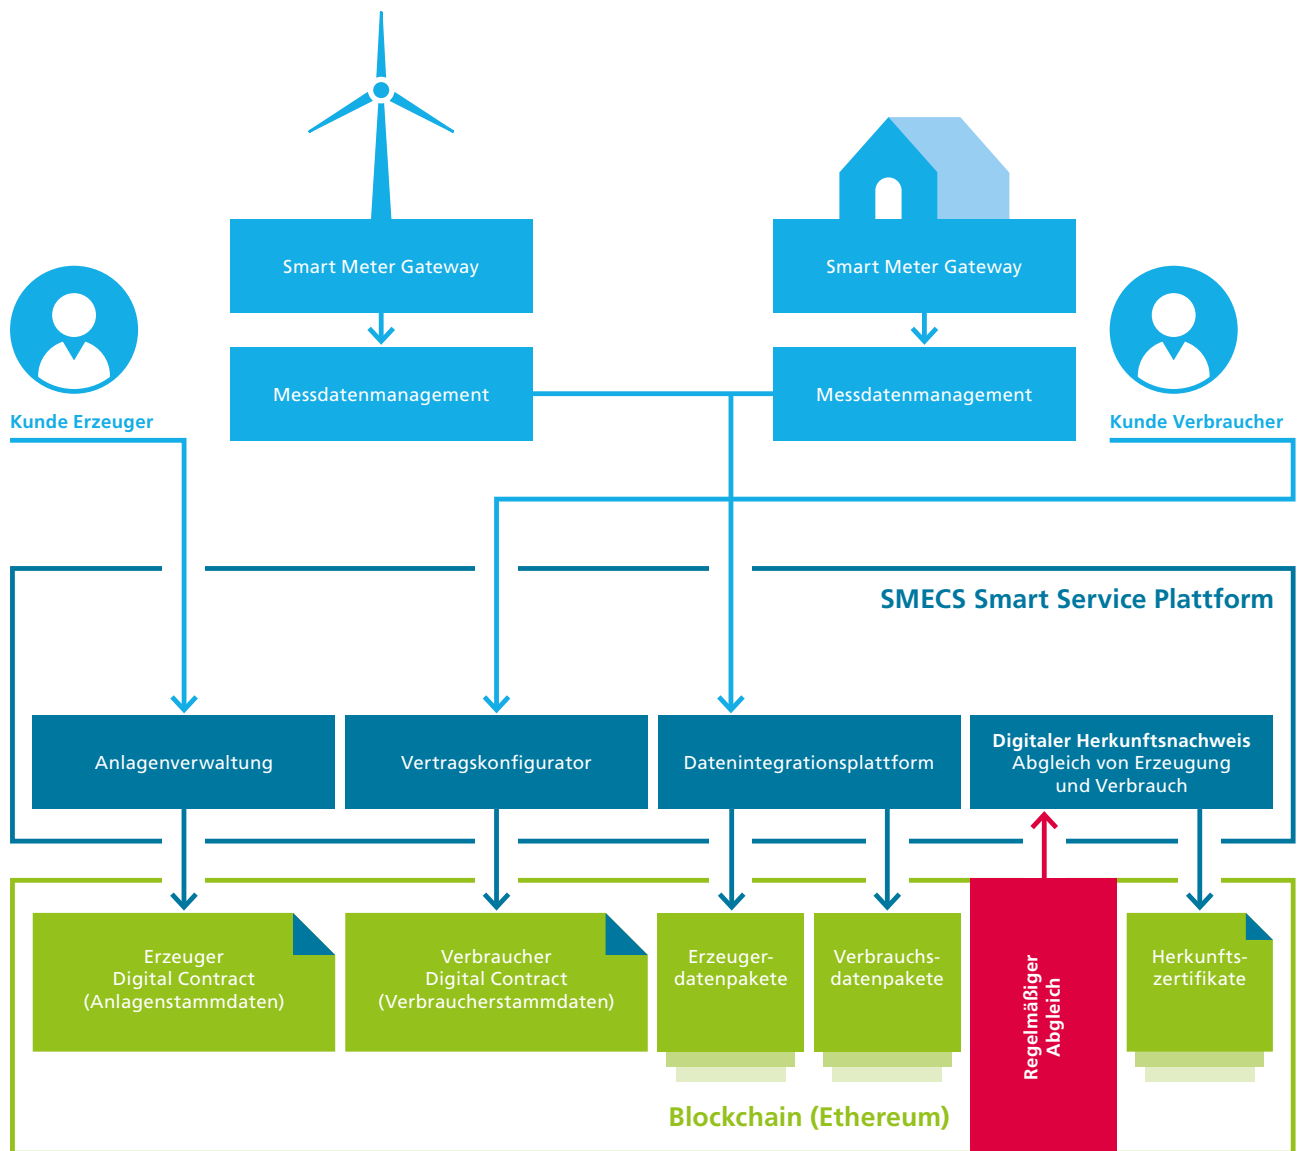 Smart Meter Gateway
Smart Meter Gateway
Messdatenmanagement
Messdatenmanagement
Kunde Erzeuger
Kunde Verbraucher
SMECS Smart Service Plattform
Anlagenverwaltung
Vertragskonfigurator
Datenintegrationsplattform
Digitaler Herkunftsnachweis
Abgleich von Erzeugung
und Verbrauch
Erzeuger
Digital Contract
(Anlagenstammdaten)
Verbraucher
Digital Contract
(Verbraucherstammdaten)
Erzeuger-
datenpakete
Verbrauchs-
datenpakete
Regelmäßiger
Abgleich
Herkunfts-
zertifikate
Blockchain (Ethereum)